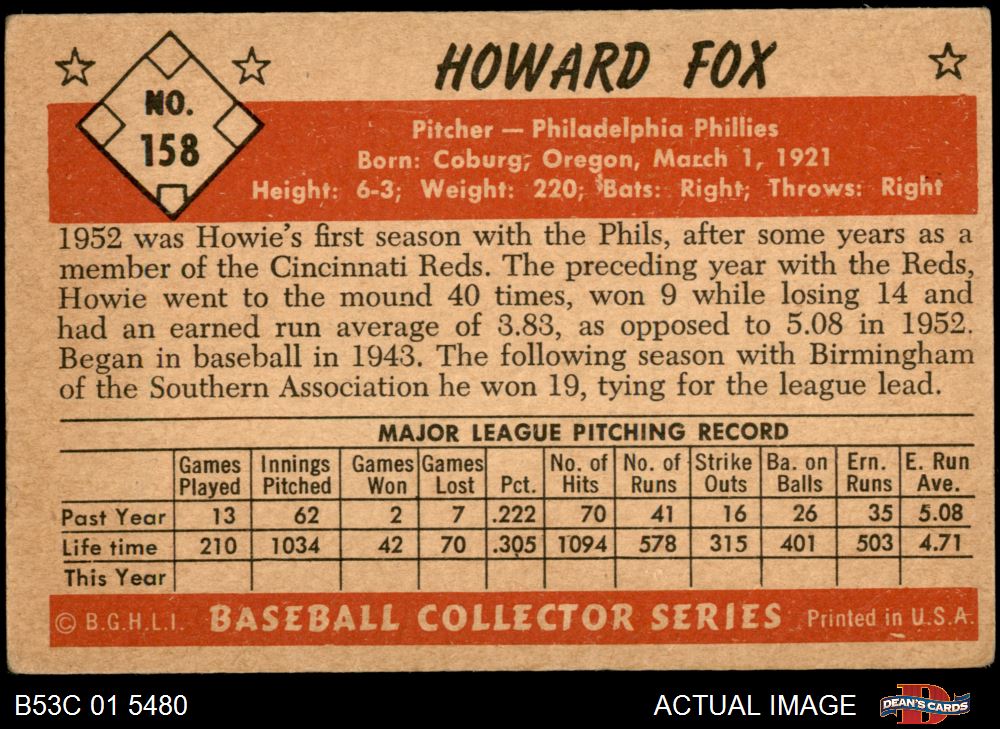 HOWARD FOX
NO.
158
Pitcher — Philadelphia Phillies
Born: Coburg, Oregon, March 1, 1921
Height: 6-3; Weight: 220; Bats: Right; Throws: Right
1952 was Howie's first season with the Phils, after some years as a
member of the Cincinnati Reds. The preceding year with the Reds,
Howie went to the mound 40 times, won 9 while losing 14 and
had an earned run average of 3.83, as opposed to 5.08 in 1952.
Began in baseball in 1943. The following season with Birmingham
of the Southern Association he won 19, tying for the league lead.
MAJOR LEAGUE PITCHING RECORD
Games Innings Games Games No. of No. of Strike Ba. on Ern. E. Run
Played Pitched Won Lost Pct. Hits Runs Outs Balls Runs Ave.
Past Year 13 62 2 7 .222 70 41 16 26 35 5.08
Life time 210 1034 42 70 .305 1094 578 315 401 503 4.71
This Year
© B.G.H.L.I. BASEBALL COLLECTOR SERIES Printed in U.S.A.
B53C 01 5480 ACTUAL IMAGE DEAN'S CARDS